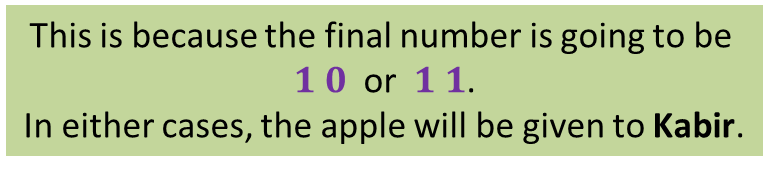 This is because the final number is going to be
1 0 or 1 1.
In either cases, the apple will be given to Kabir.